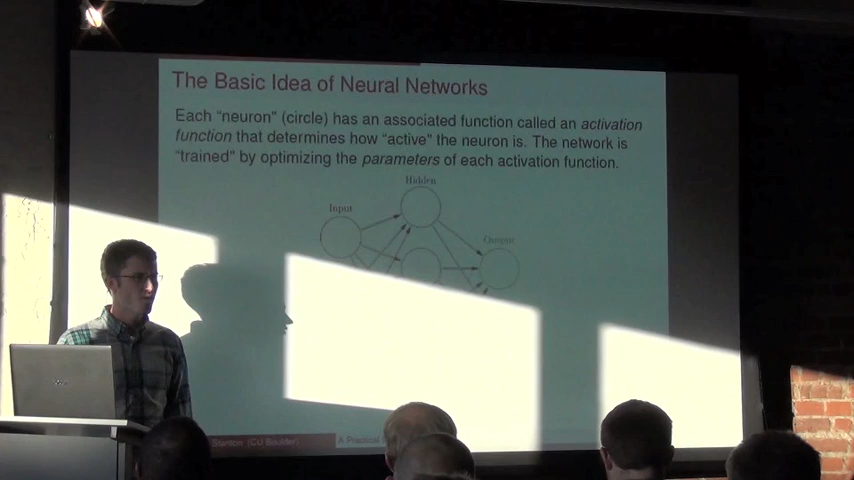 The Basic Idea of Neural Networks
Each "neuron" (circle) has an associated function called an activation
function that determines how "active" the neuron is. The network is
"trained" by optimizing the parameters of each activation function.
Hidden
Input
Output
Stanton (CU Boulder)
A Practical